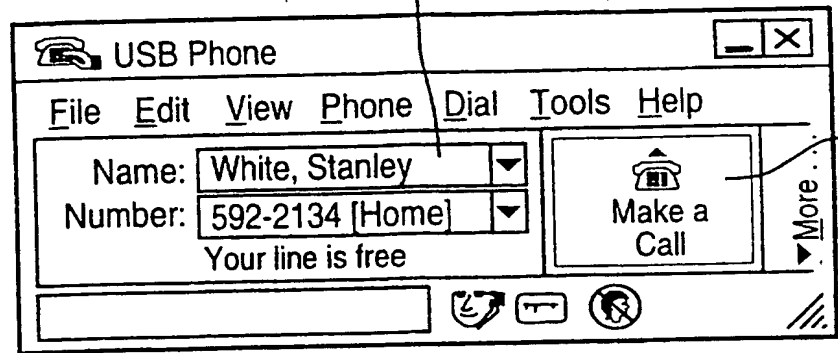 USB Phone
File Edit View Phone Dial Tools Help
Name: White, Stanley
Number: 592-2134 [Home]
Your line is free
Make a
Call
More...